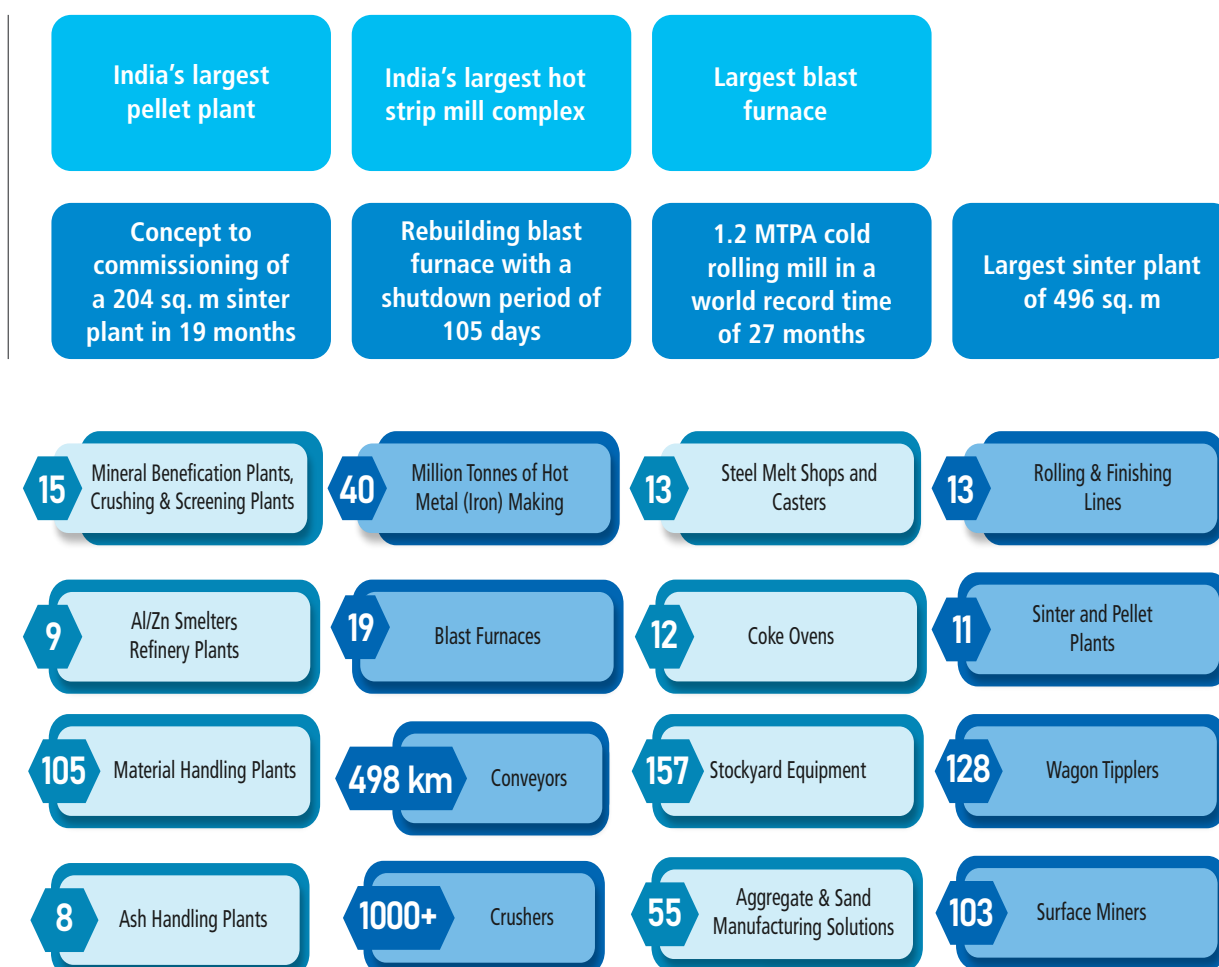 India's largest
pellet plant
India's largest hot
strip mill complex
Largest blast
furnace
Concept to
commissioning of
a 204 sq. m sinter
plant in 19 months
Rebuilding blast
furnace with a
shutdown period of
105 days
1.2 MTPA cold
rolling mill in a
world record time
of 27 months
Largest sinter plant
of 496 sq. m
15
Mineral Benefication Plants,
Crushing & Screening Plants
40
Million Tonnes of Hot
Metal (Iron) Making
13
Steel Melt Shops and
Casters
13
Rolling & Finishing
Lines
9
Al/Zn Smelters
Refinery Plants
19
Blast Furnaces
12
Coke Ovens
11
Sinter and Pellet
Plants
105
Material Handling Plants
498 km
Conveyors
157
Stockyard Equipment
128
Wagon Tipplers
8
Ash Handling Plants
1000+
Crushers
55
Aggregate & Sand
Manufacturing Solutions
103
Surface Miners